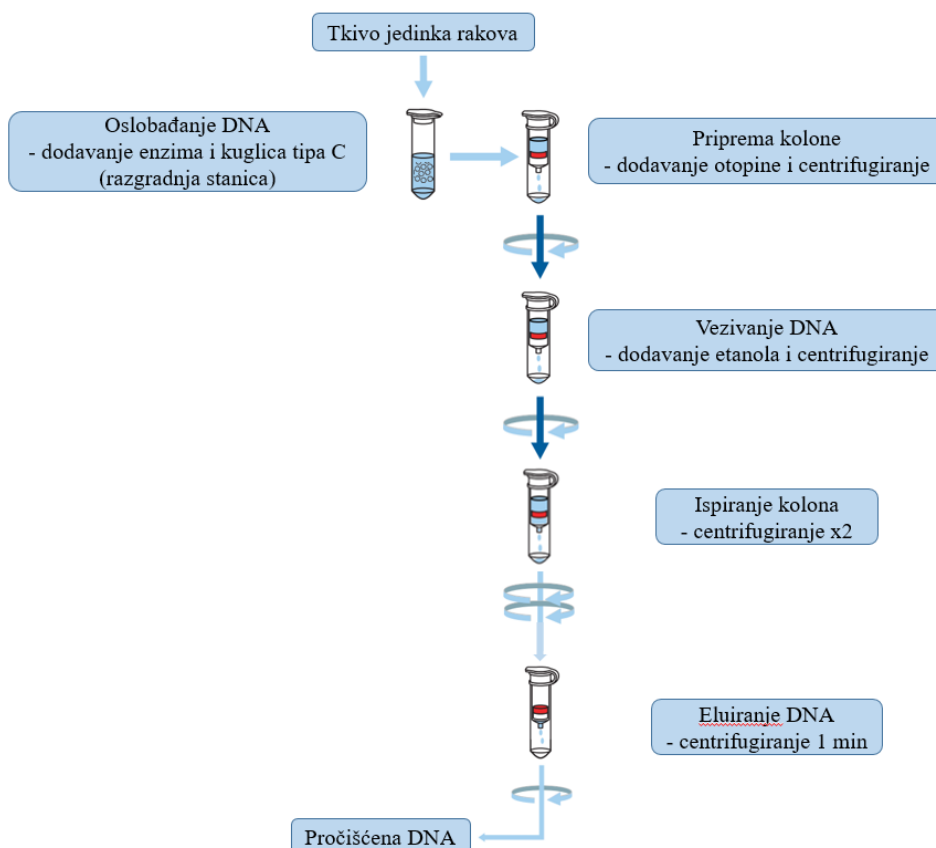 Tkivo jedinka rakova
Oslobađanje DNA
- dodavanje enzima i kuglica tipa C
(razgradnja stanica)
Priprema kolone
- dodavanje otopine i centrifugiranje
Vezivanje DNA
- dodavanje etanola i centrifugiranje
Ispiranje kolona
- centrifugiranje x2
Eluiranje DNA
- centrifugiranje 1 min
Pročišćena DNA